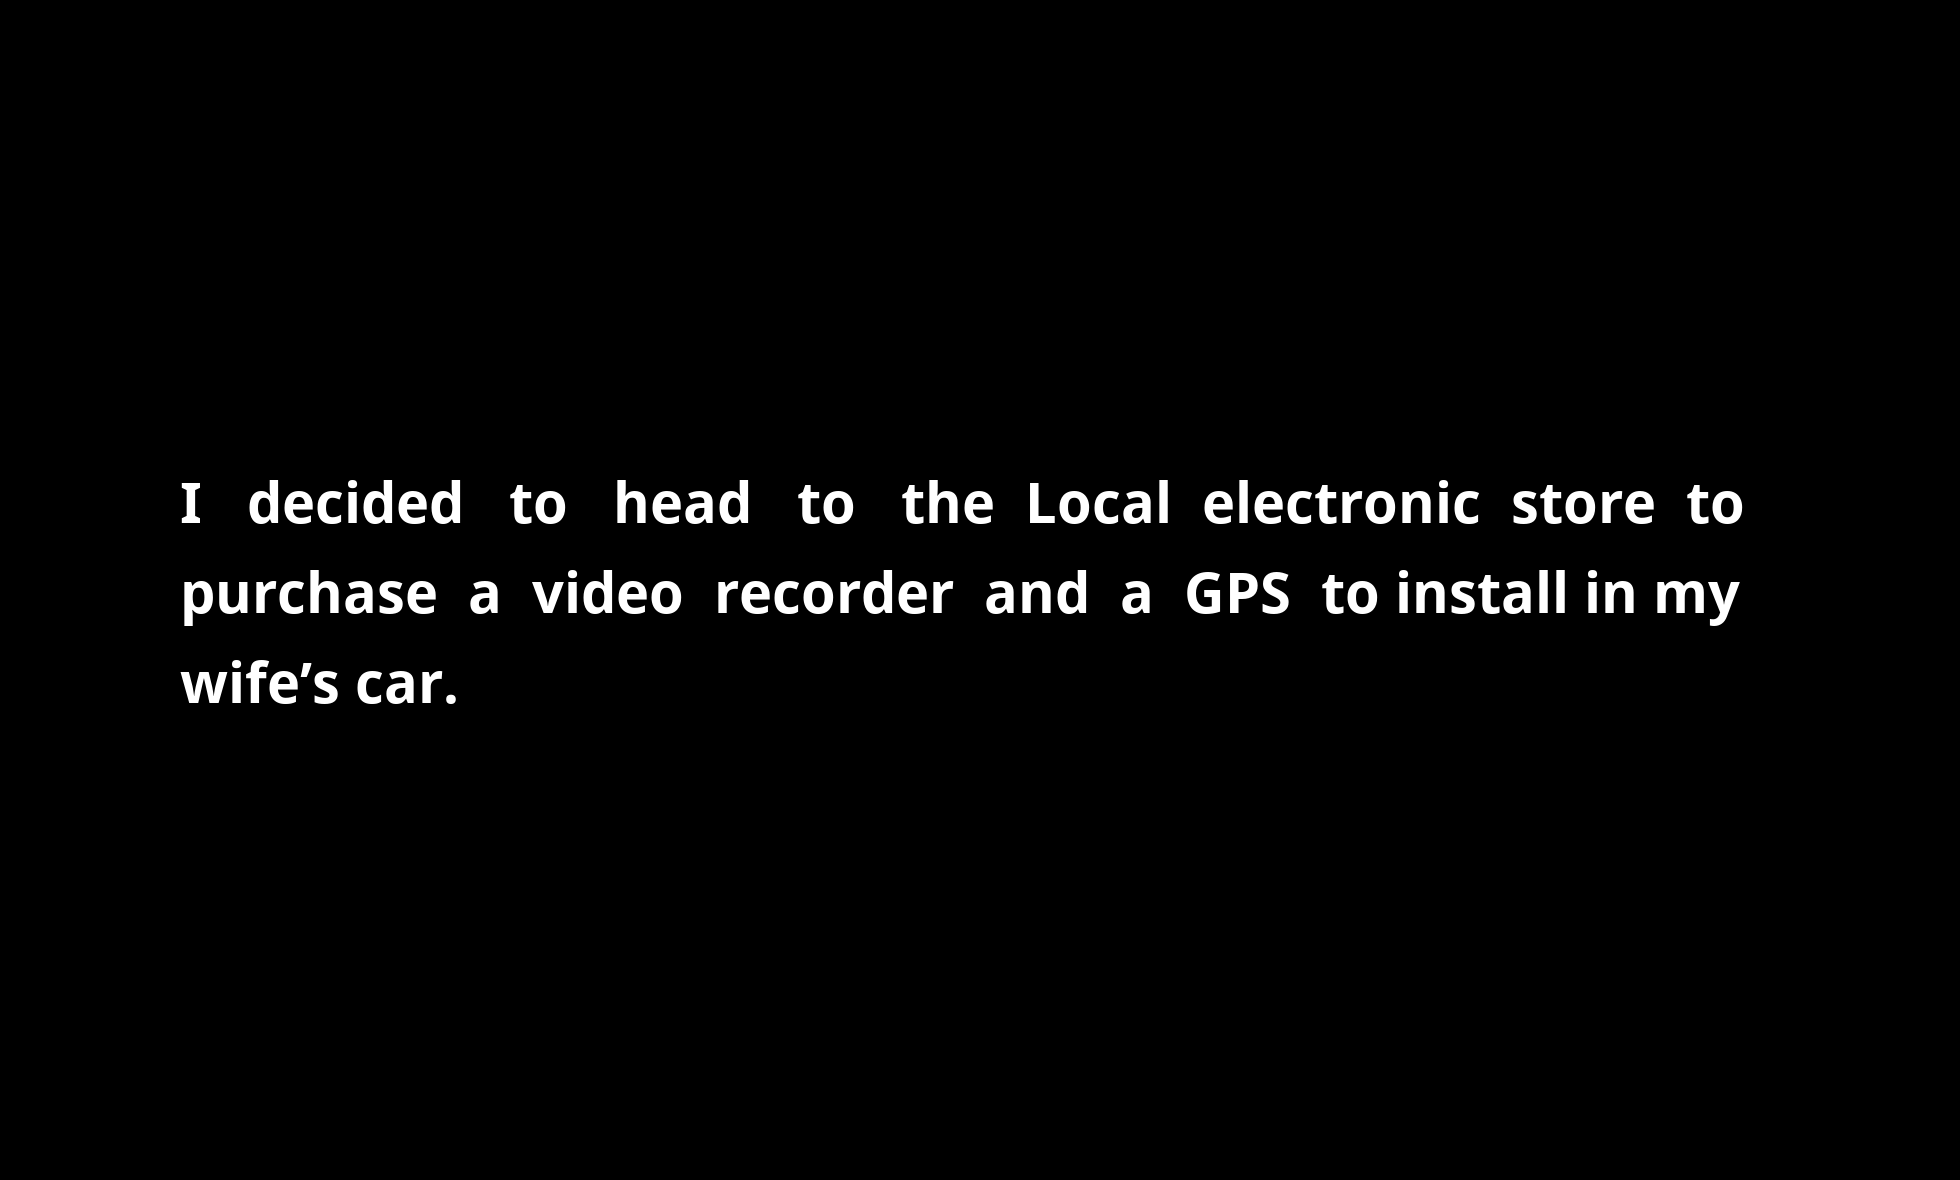 I decided to head to the Local electronic store to
purchase a video recorder and a GPS to install in my
wife’s car.